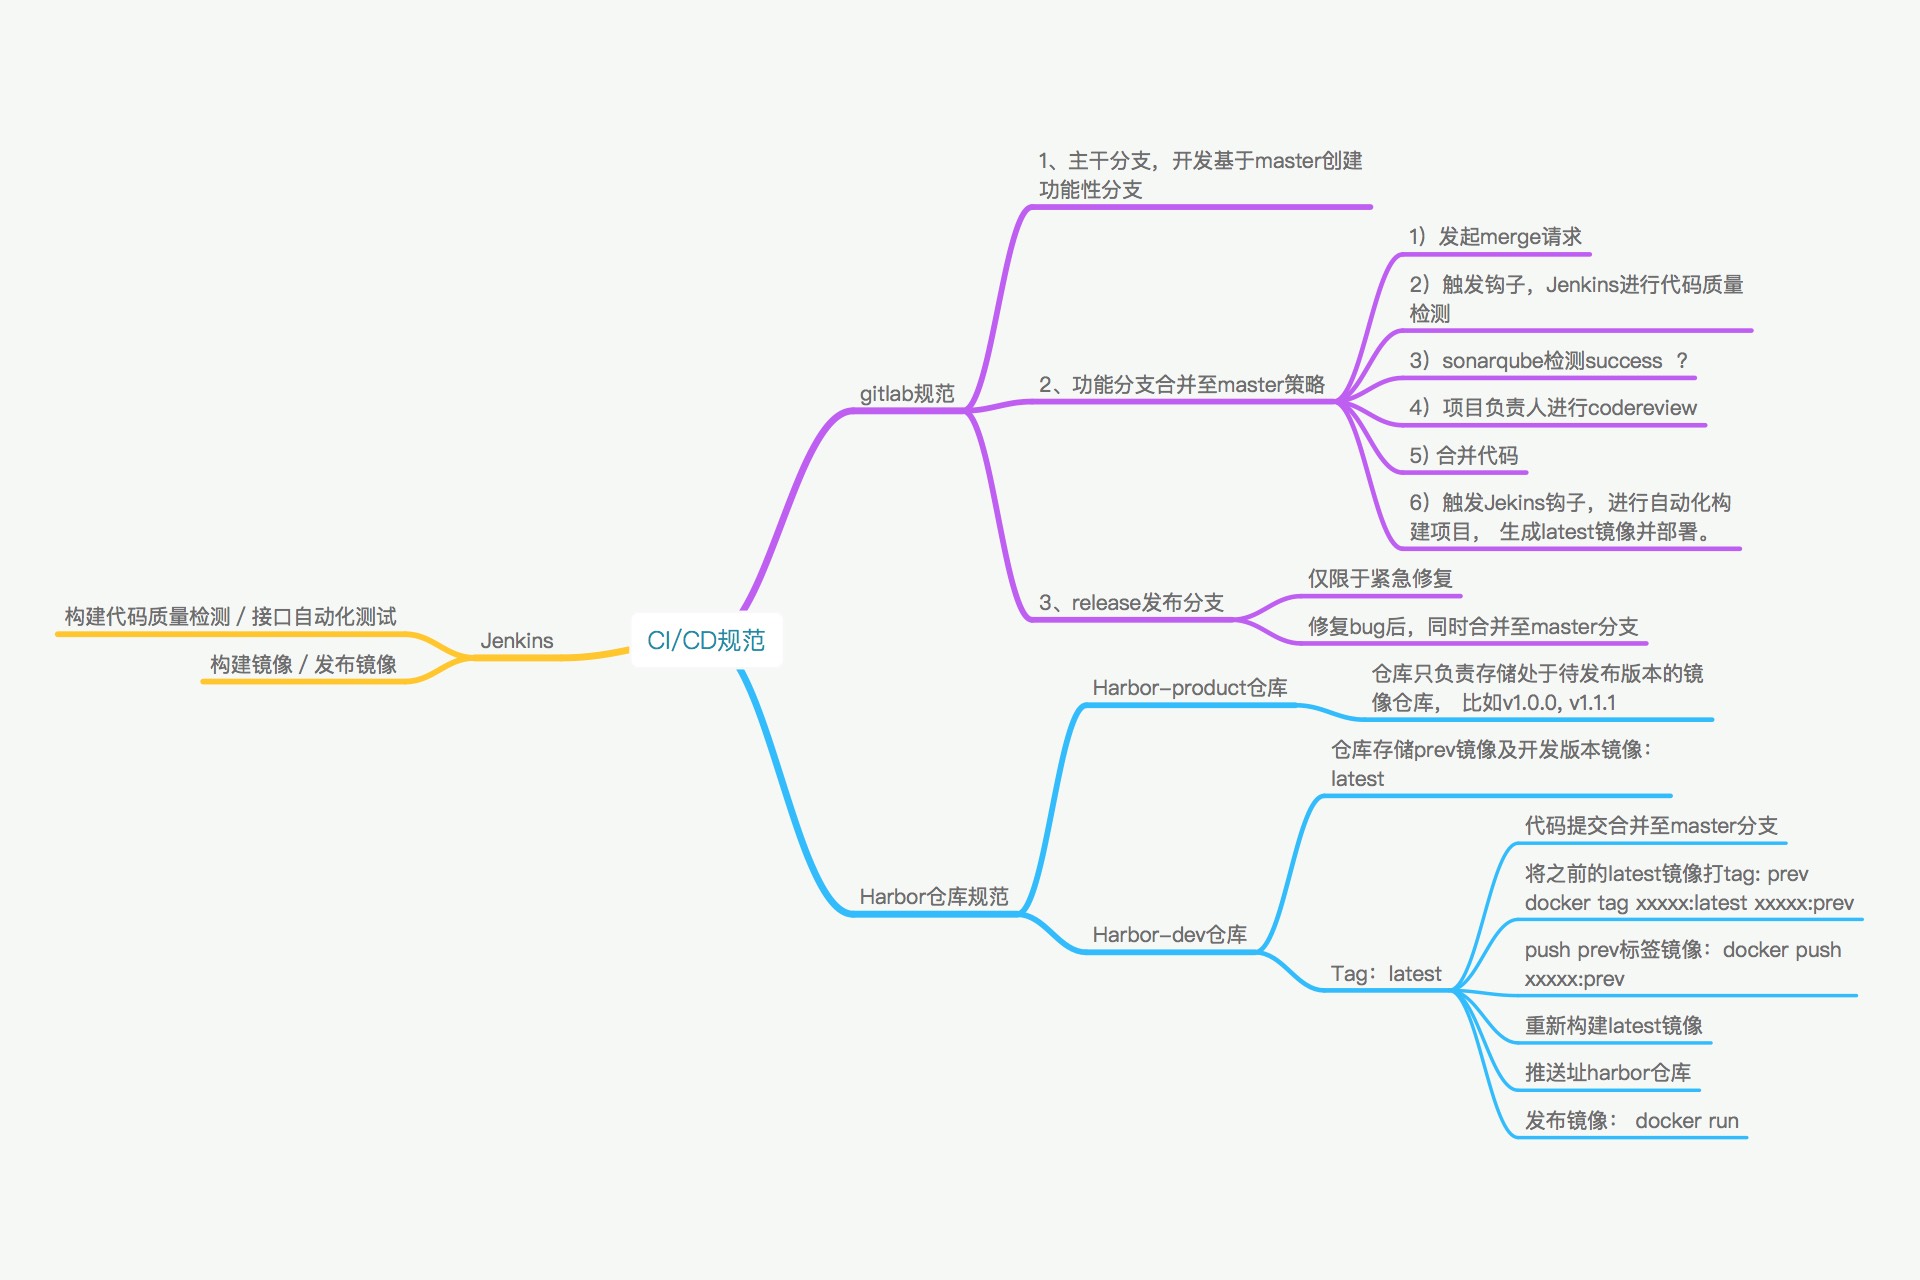 CI/CD规范
gitlab规范
1、主干分支，开发基于master创建
功能性分支
2、功能分支合并至master策略
1）发起merge请求
2）触发钩子，Jenkins进行代码质量
检测
3）sonarqube检测success ？
4）项目负责人进行codereview
5) 合并代码
6）触发Jekins钩子，进行自动化构
建项目， 生成latest镜像并部署。
3、release发布分支
仅限于紧急修复
修复bug后，同时合并至master分支
Harbor仓库规范
Harbor-product仓库
仓库只负责存储处于待发布版本的镜
像仓库， 比如v1.0.0, v1.1.1
Harbor-dev仓库
仓库存储prev镜像及开发版本镜像：
latest
Tag：latest
代码提交合并至master分支
将之前的latest镜像打tag: prev
docker tag xxxxx:latest xxxxx:prev
push prev标签镜像：docker push
xxxxx:prev
重新构建latest镜像
推送址harbor仓库
发布镜像： docker run
Jenkins
构建代码质量检测 / 接口自动化测试
构建镜像 / 发布镜像